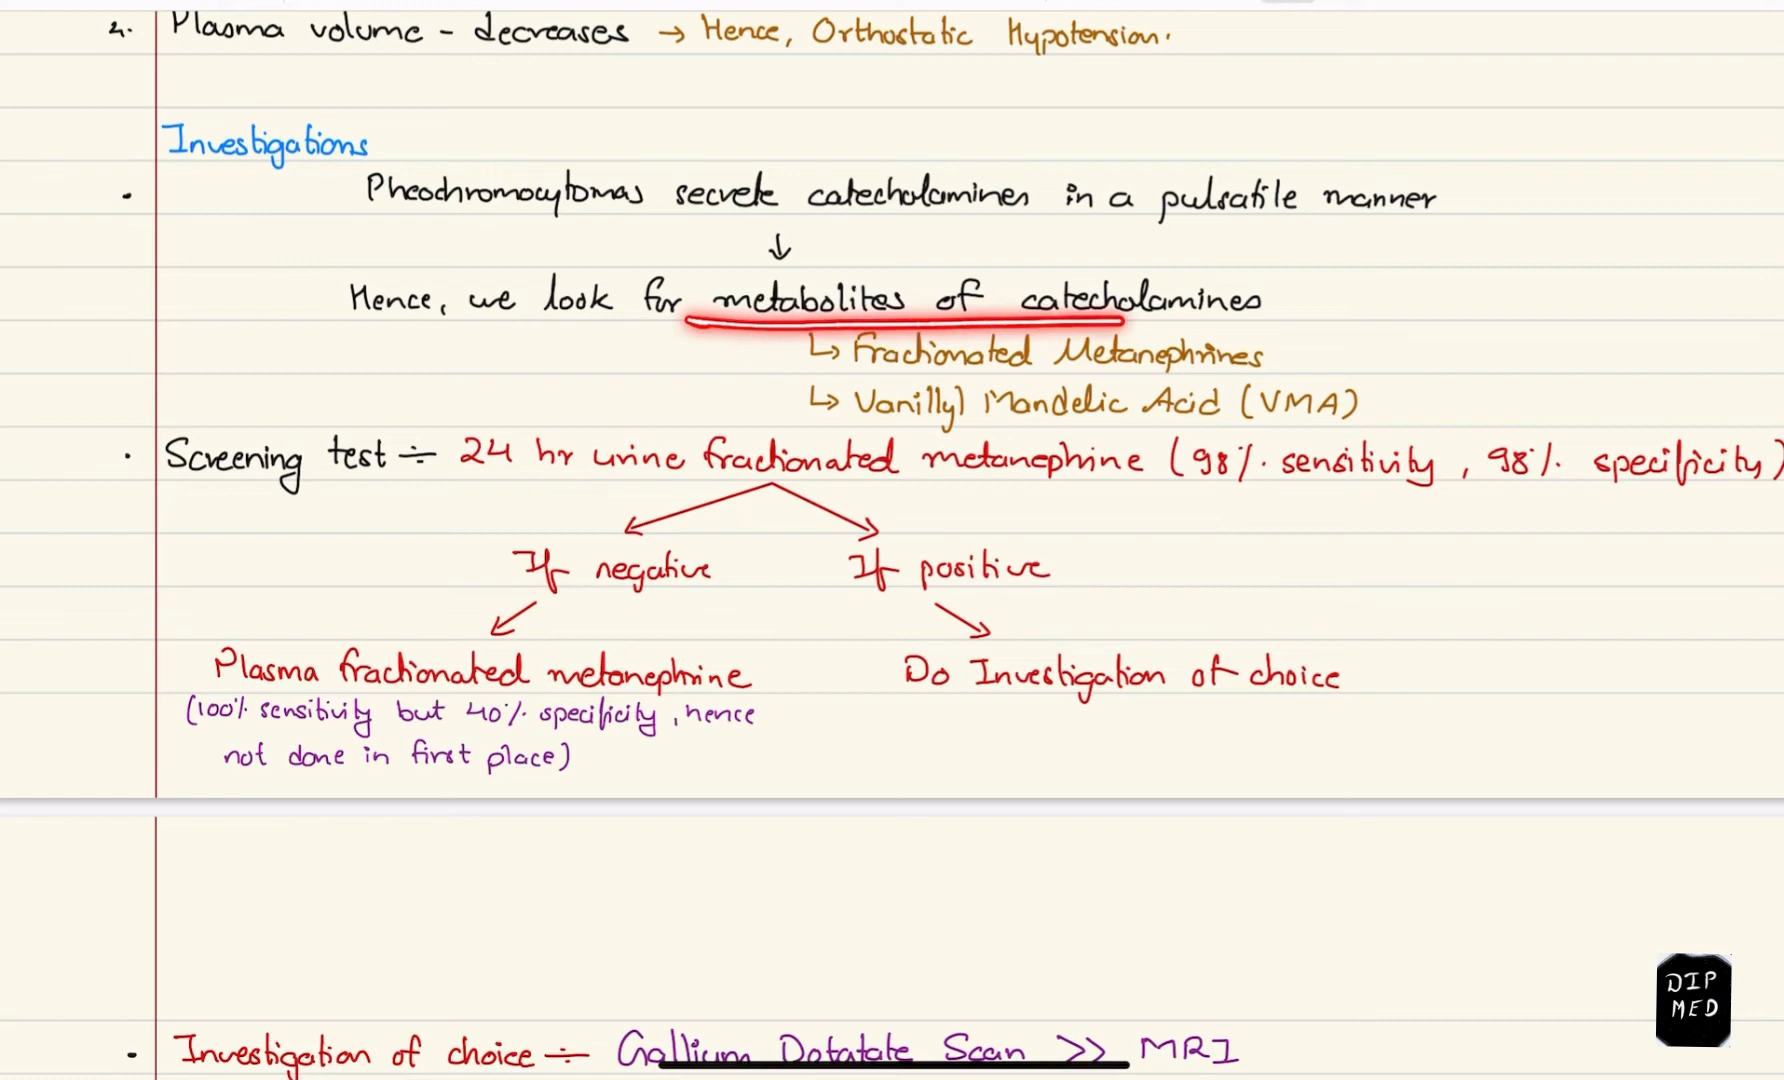 2. Plasma volume - decreases → Hence, Orthostatic Hypotension.
Investigations
• Pheochromocytomas secrete catecholamines in a pulsatile manner
↓
Hence, we look for metabolites of catecholamines
↳ Fractionated Metanephrines
↳ Vanillyl Mandelic Acid (VMA)
• Screening test ÷ 24 hr urine fractionated metanephrine (98% sensitivity, 98% specificity)
If negative If positive
Plasma fractionated metanephrine Do Investigation of choice
(100% sensitivity but 40% specificity, hence
not done in first place)
DIP
MED
• Investigation of choice ÷ Gallium Dotatate Scan >> MRI